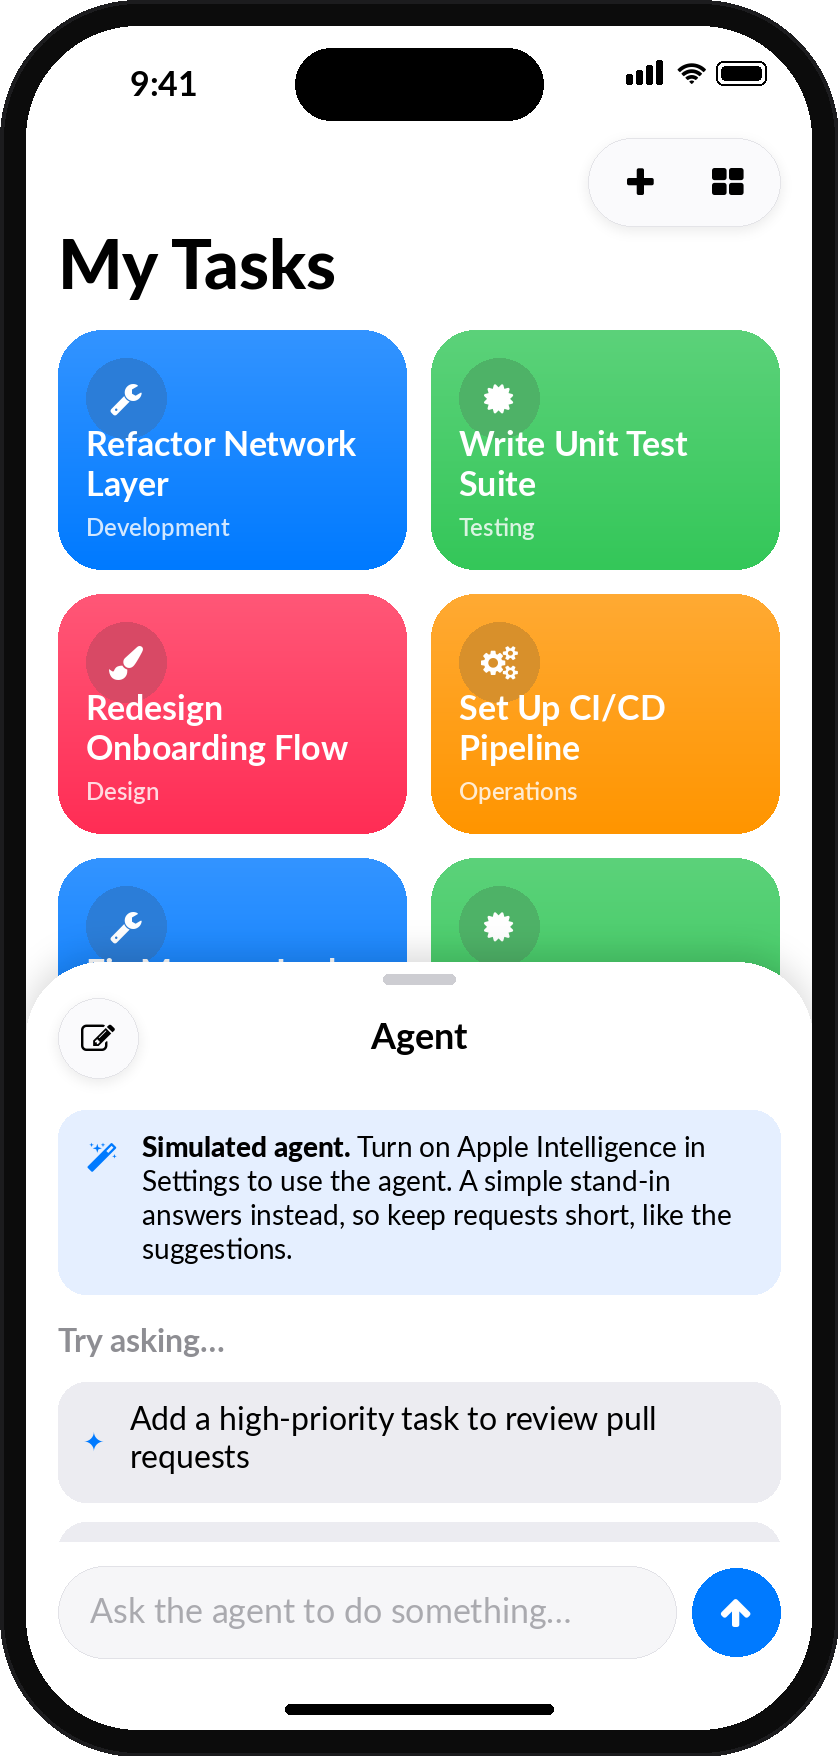 9:41
My Tasks
Refactor Network
Layer
Development
Write Unit Test
Suite
Testing
Redesign
Onboarding Flow
Design
Set Up CI/CD
Pipeline
Operations
Agent
Simulated agent. Turn on Apple Intelligence in
Settings to use the agent. A simple stand-in
answers instead, so keep requests short, like the
suggestions.
Try asking...
Add a high-priority task to review pull
requests
Ask the agent to do something...